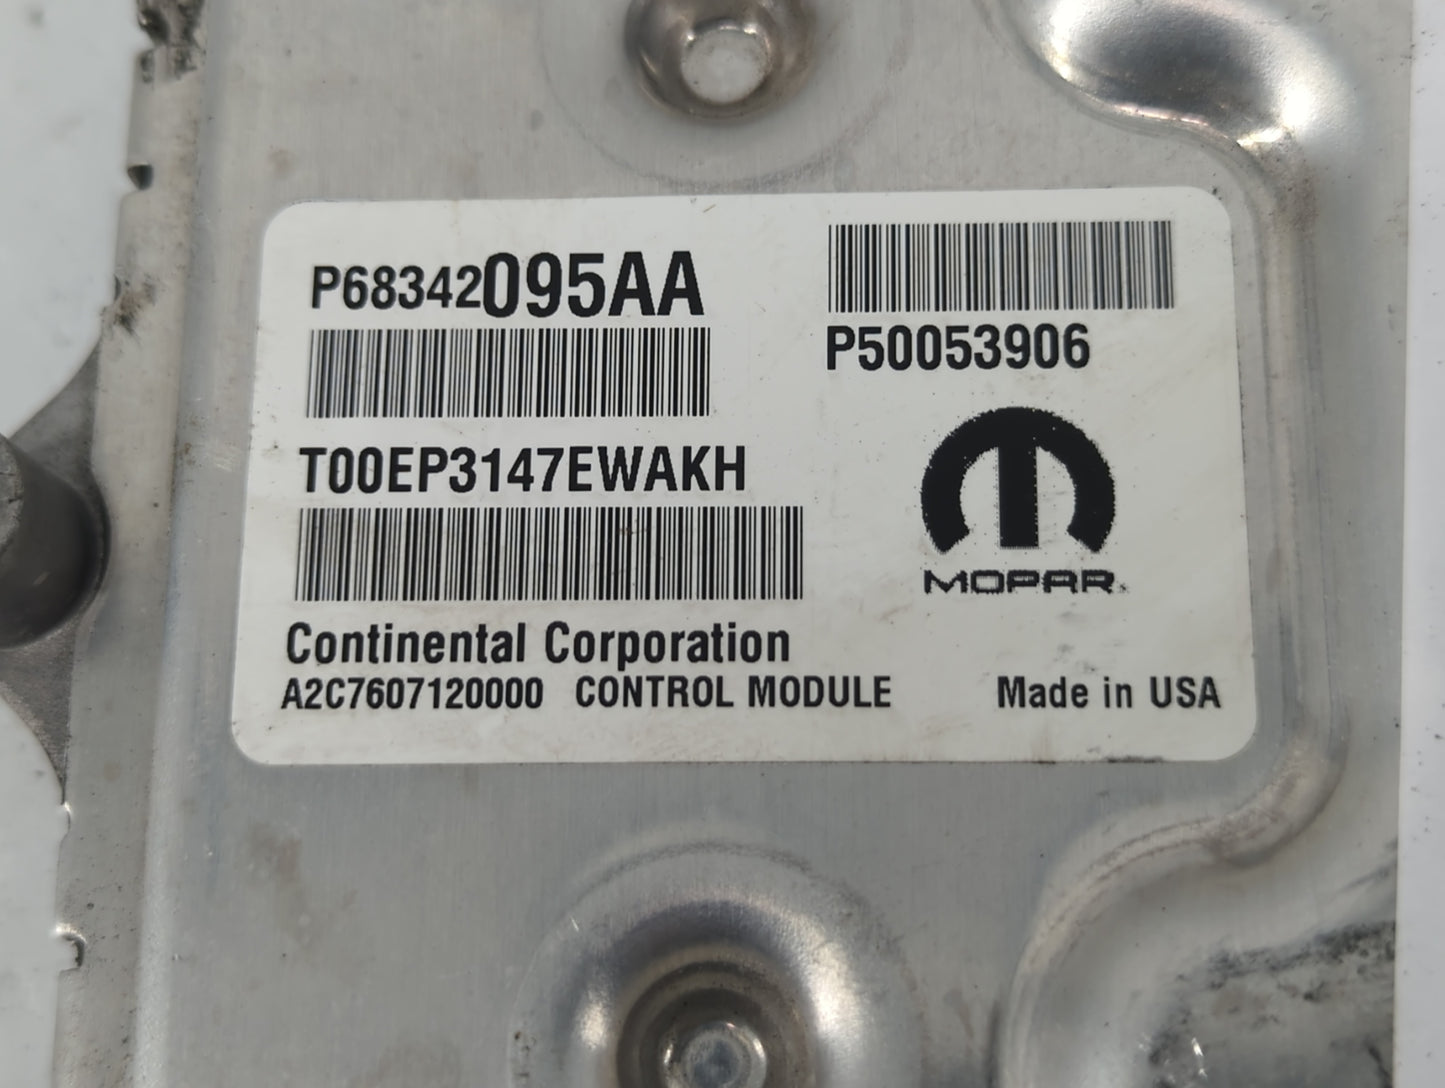 P68342095AA
P50053906
T00EP3147EWAKH
MOPAR
Continental Corporation
A2C7607120000 CONTROL MODULE Made in USA